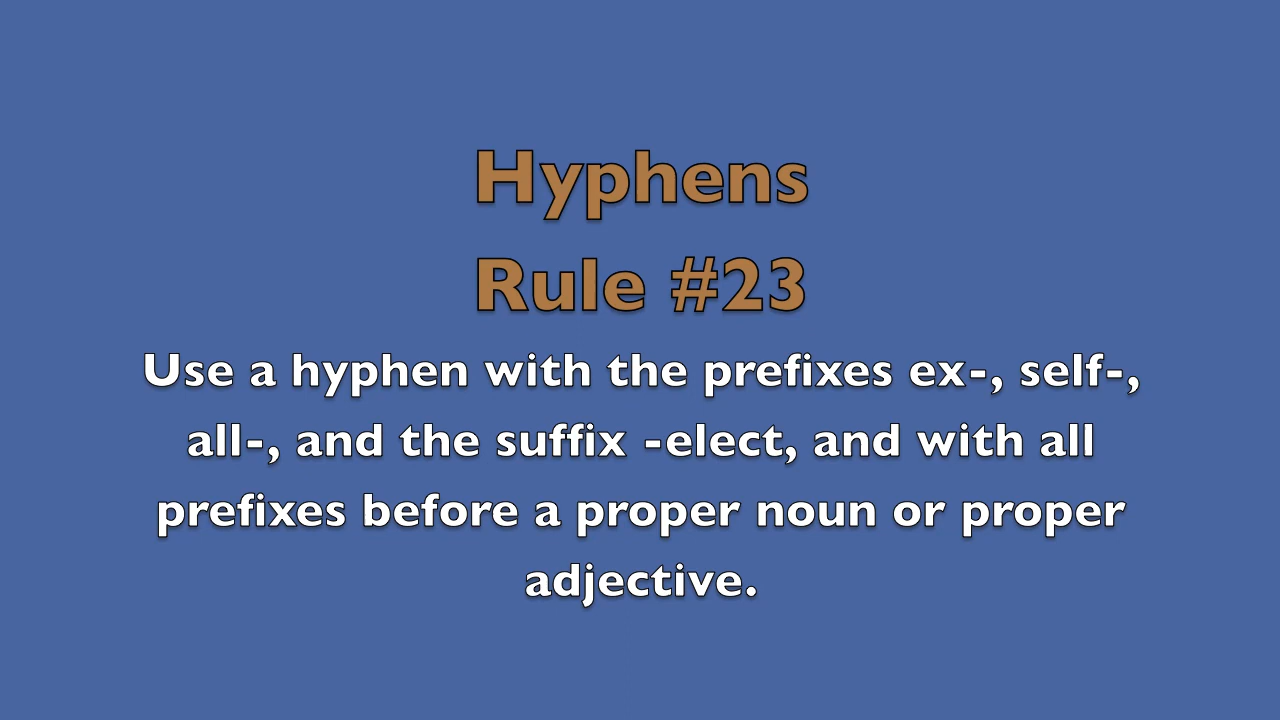 Hyphens
Rule #23
Use a hyphen with the prefixes ex-, self-,
all-, and the suffix -elect, and with all
prefixes before a proper noun or proper
adjective.